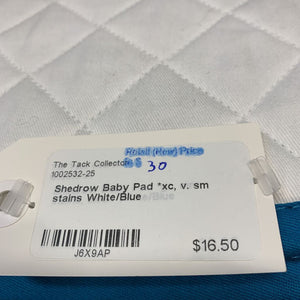 Retail (New) Price
$ 30
The Tack Collector
1002532-25
Shedrow Baby Pad *xc, v. sm
stains White/Blue
J6X9AP
$16.50